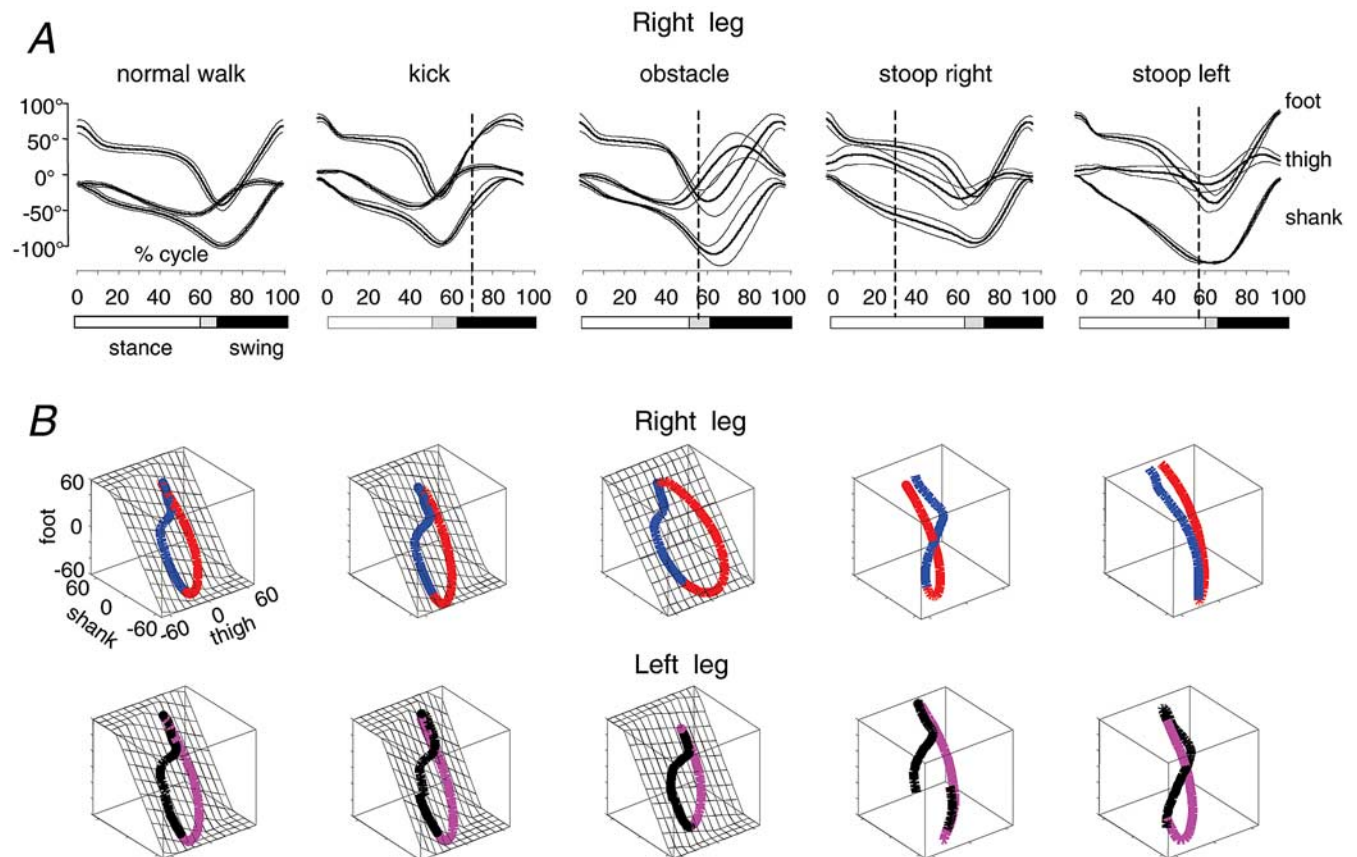 A
Right leg
normal walk kick obstacle stoop right stoop left
100°
50°
0°
-50°
-100°
foot
thigh
shank
% cycle
0 20 40 60 80 100 0 20 40 60 80 100 0 20 40 60 80 100 0 20 40 60 80 100 0 20 40 60 80 100
stance swing
B
Right leg
60
0
-60
foot
60
0
-60
shank
-60
0
60
thigh
Left leg